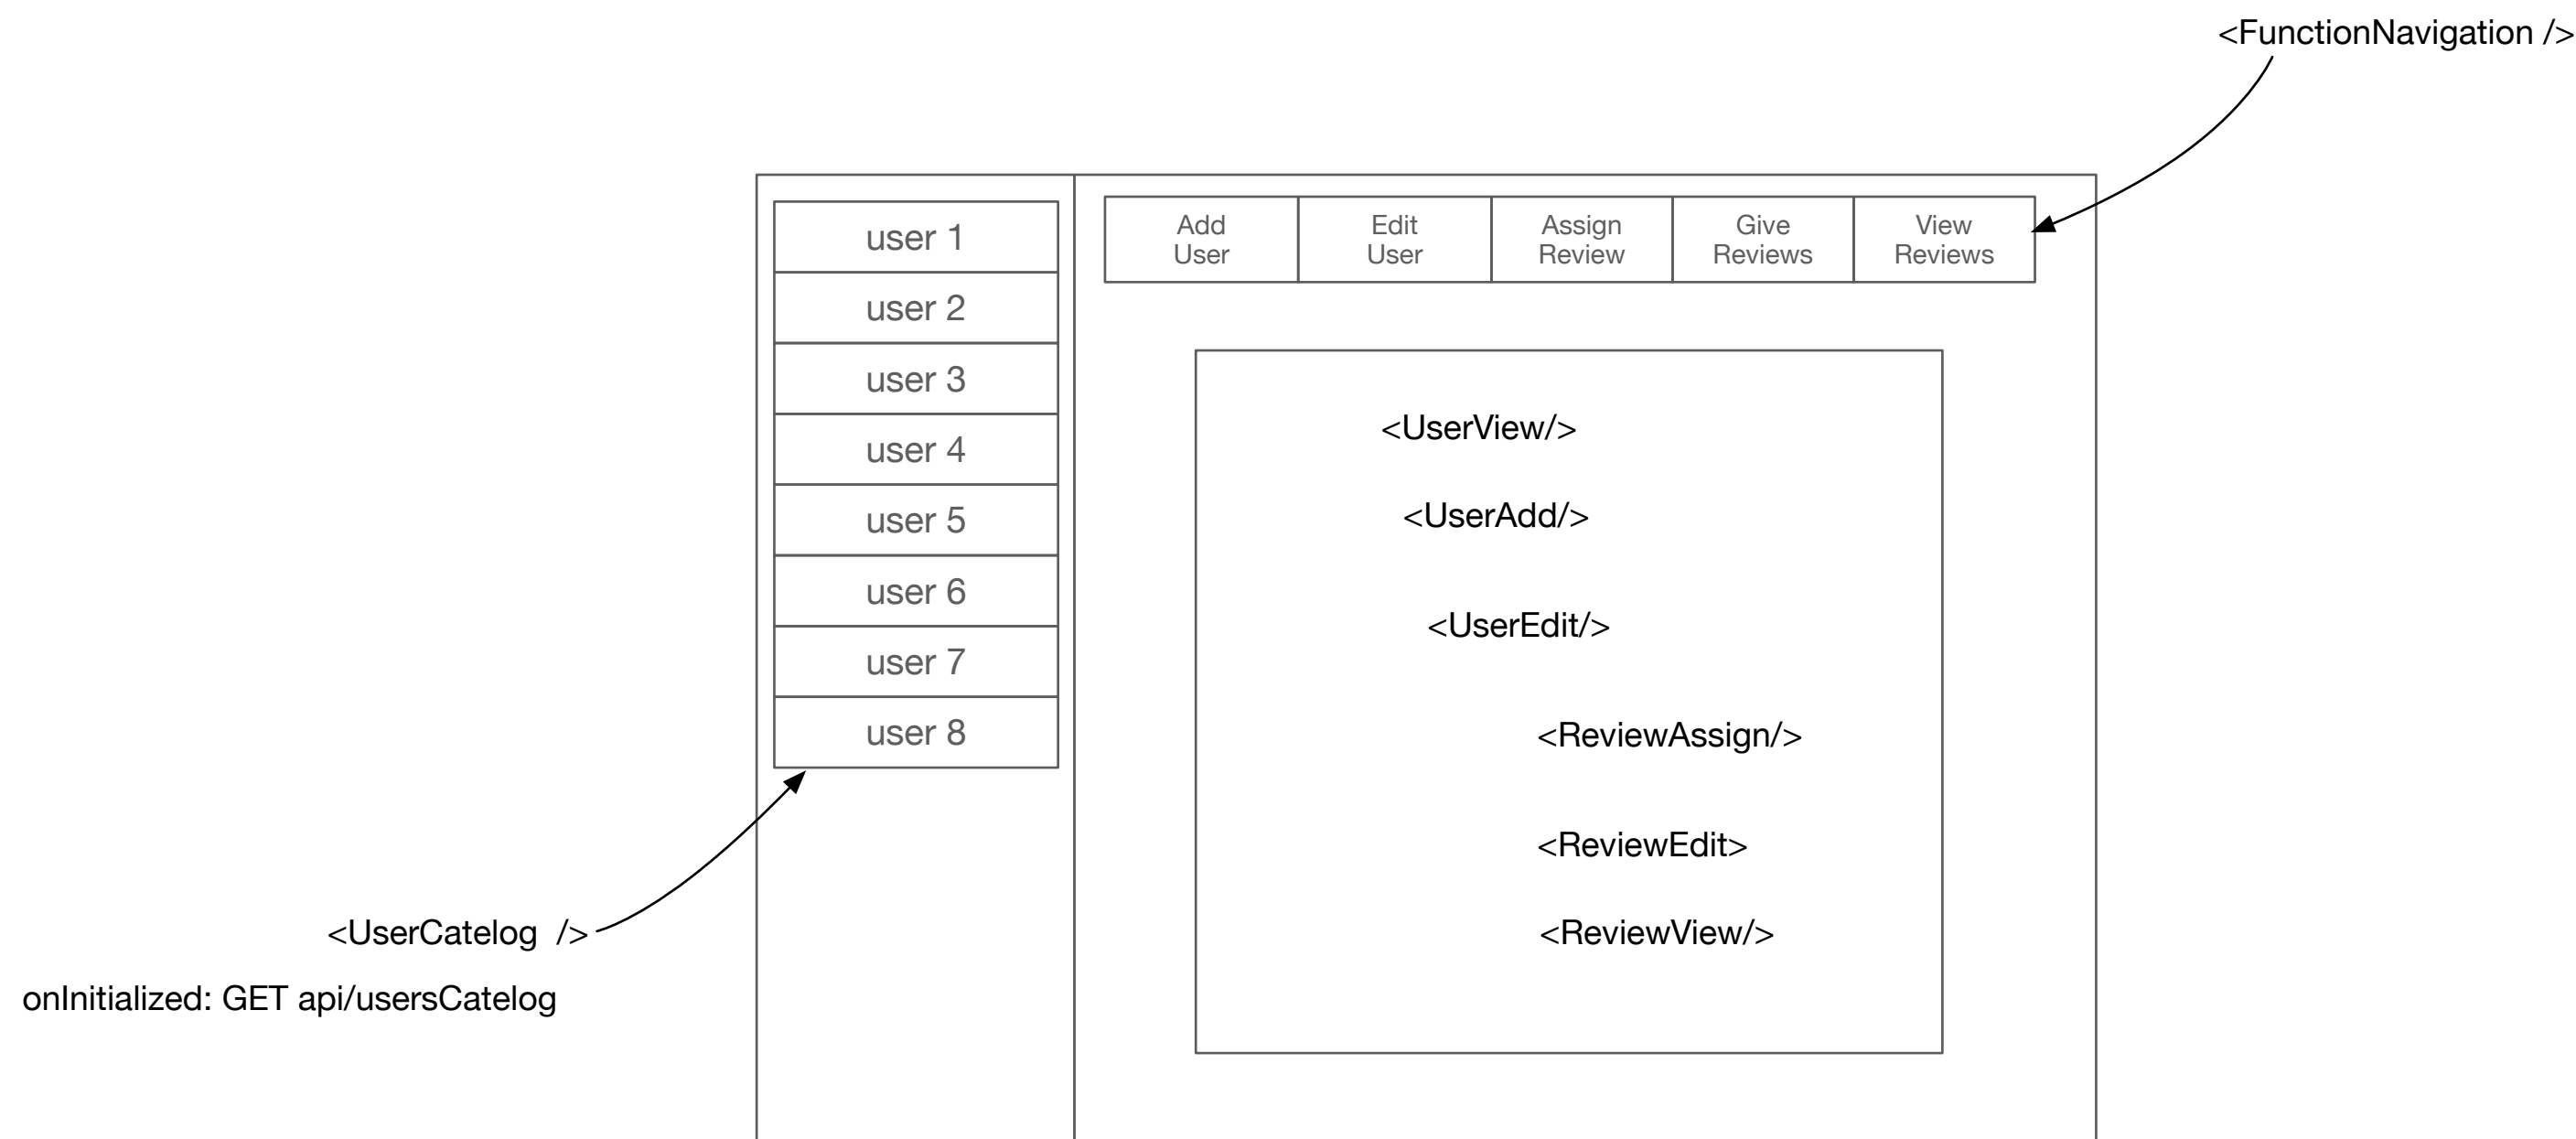 <FunctionNavigation />
user 1
user 2
user 3
user 4
user 5
user 6
user 7
user 8
Add
User
Edit
User
Assign
Review
Give
Reviews
View
Reviews
<UserView/>
<UserAdd/>
<UserEdit/>
<ReviewAssign/>
<ReviewEdit>
<ReviewView/>
<UserCatelog  />
onInitialized: GET api/usersCatelog